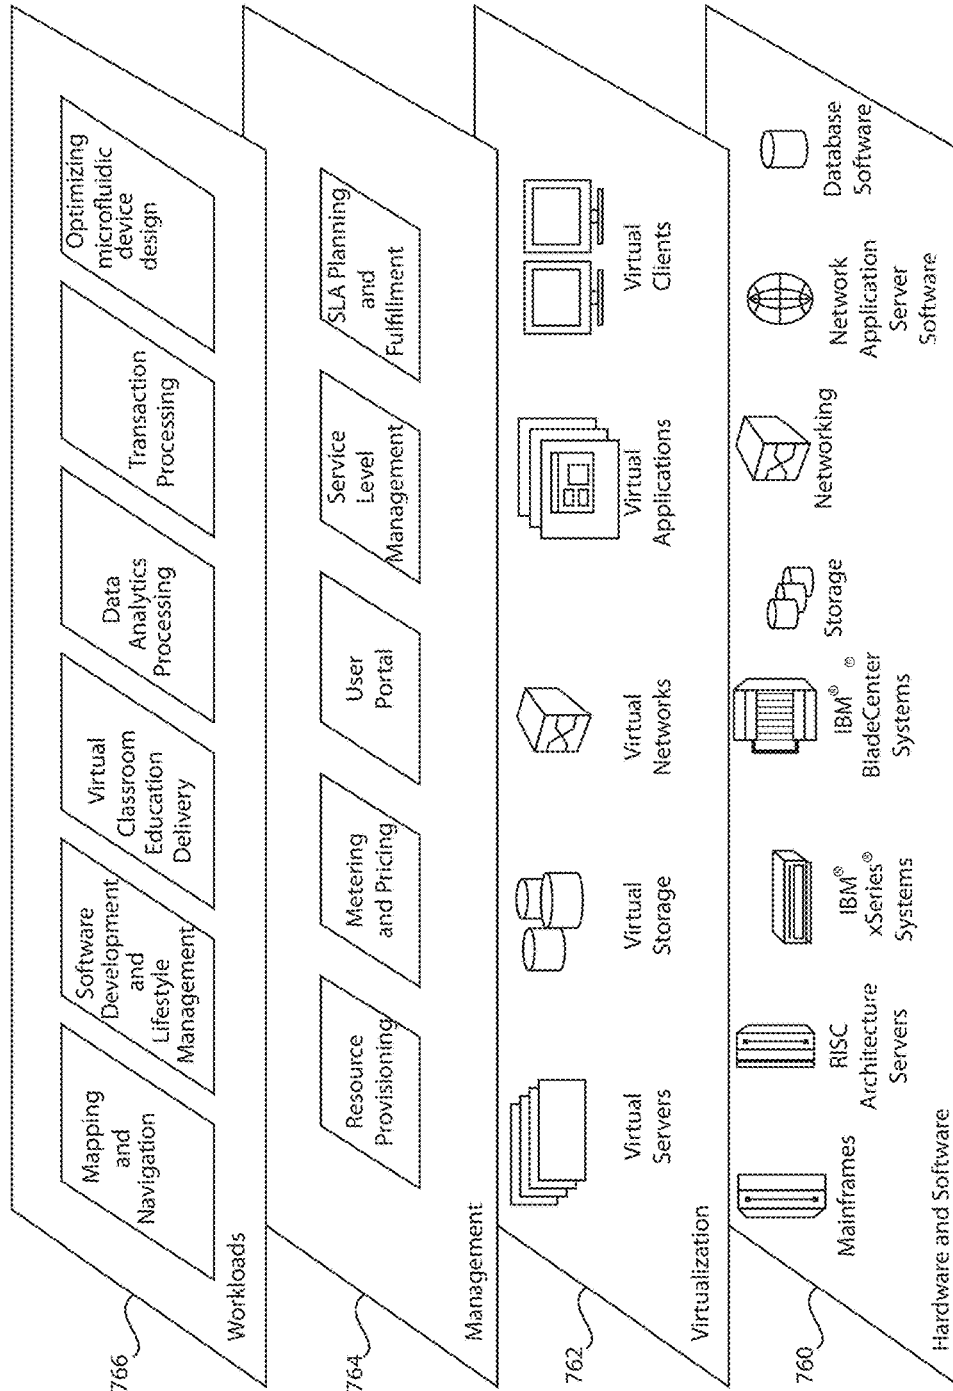 766
Workloads
Mapping
and
Navigation
Software
Development
and
Lifestyle
Management
Virtual
Classroom
Education
Delivery
Data
Analytics
Processing
Transaction
Processing
Optimizing
microfluidic
device
design
764
Management
Resource
Provisioning
Metering
and Pricing
User
Portal
Service
Level
Management
SLA Planning
and
Fulfillment
762
Virtualization
Virtual
Servers
Virtual
Storage
Virtual
Networks
Virtual
Applications
Virtual
Clients
760
Hardware and Software
Mainframes
RISC
Architecture
Servers
IBM®
xSeries®
Systems
IBM® ®
BladeCenter
Systems
Storage
Networking
Network
Application
Server
Software
Database
Software